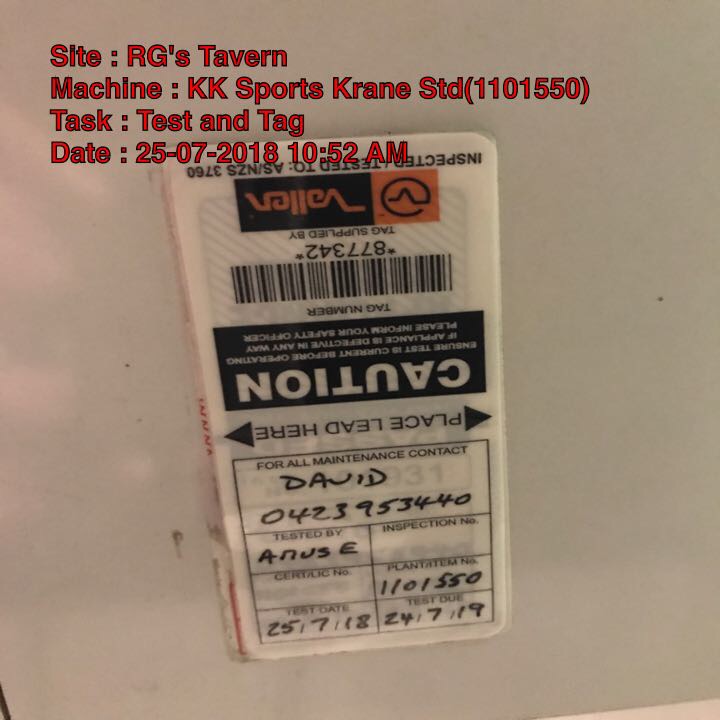 Site : RG's Tavern
Machine : KK Sports Krane Std(1101550)
Task : Test and Tag
Date : 25-07-2018 10:52 AM
INSPECTED / TESTED TO: AS/NZS 3760
Vallen
TAG SUPPLIED BY
*877342*
TAG NUMBER
PLEASE INFORM YOUR SAFETY OFFICER
IF APPLIANCE IS DEFECTIVE IN ANY WAY
ENSURE TEST IS CURRENT BEFORE OPERATING
CAUTION
PLACE LEAD HERE
FOR ALL MAINTENANCE CONTACT
DAVID
0423953440
TESTED BY INSPECTION No.
AMUSE
CERT/LIC No. PLANT/ITEM No.
1101550
TEST DATE TEST DUE
25/7/18 24/7/19